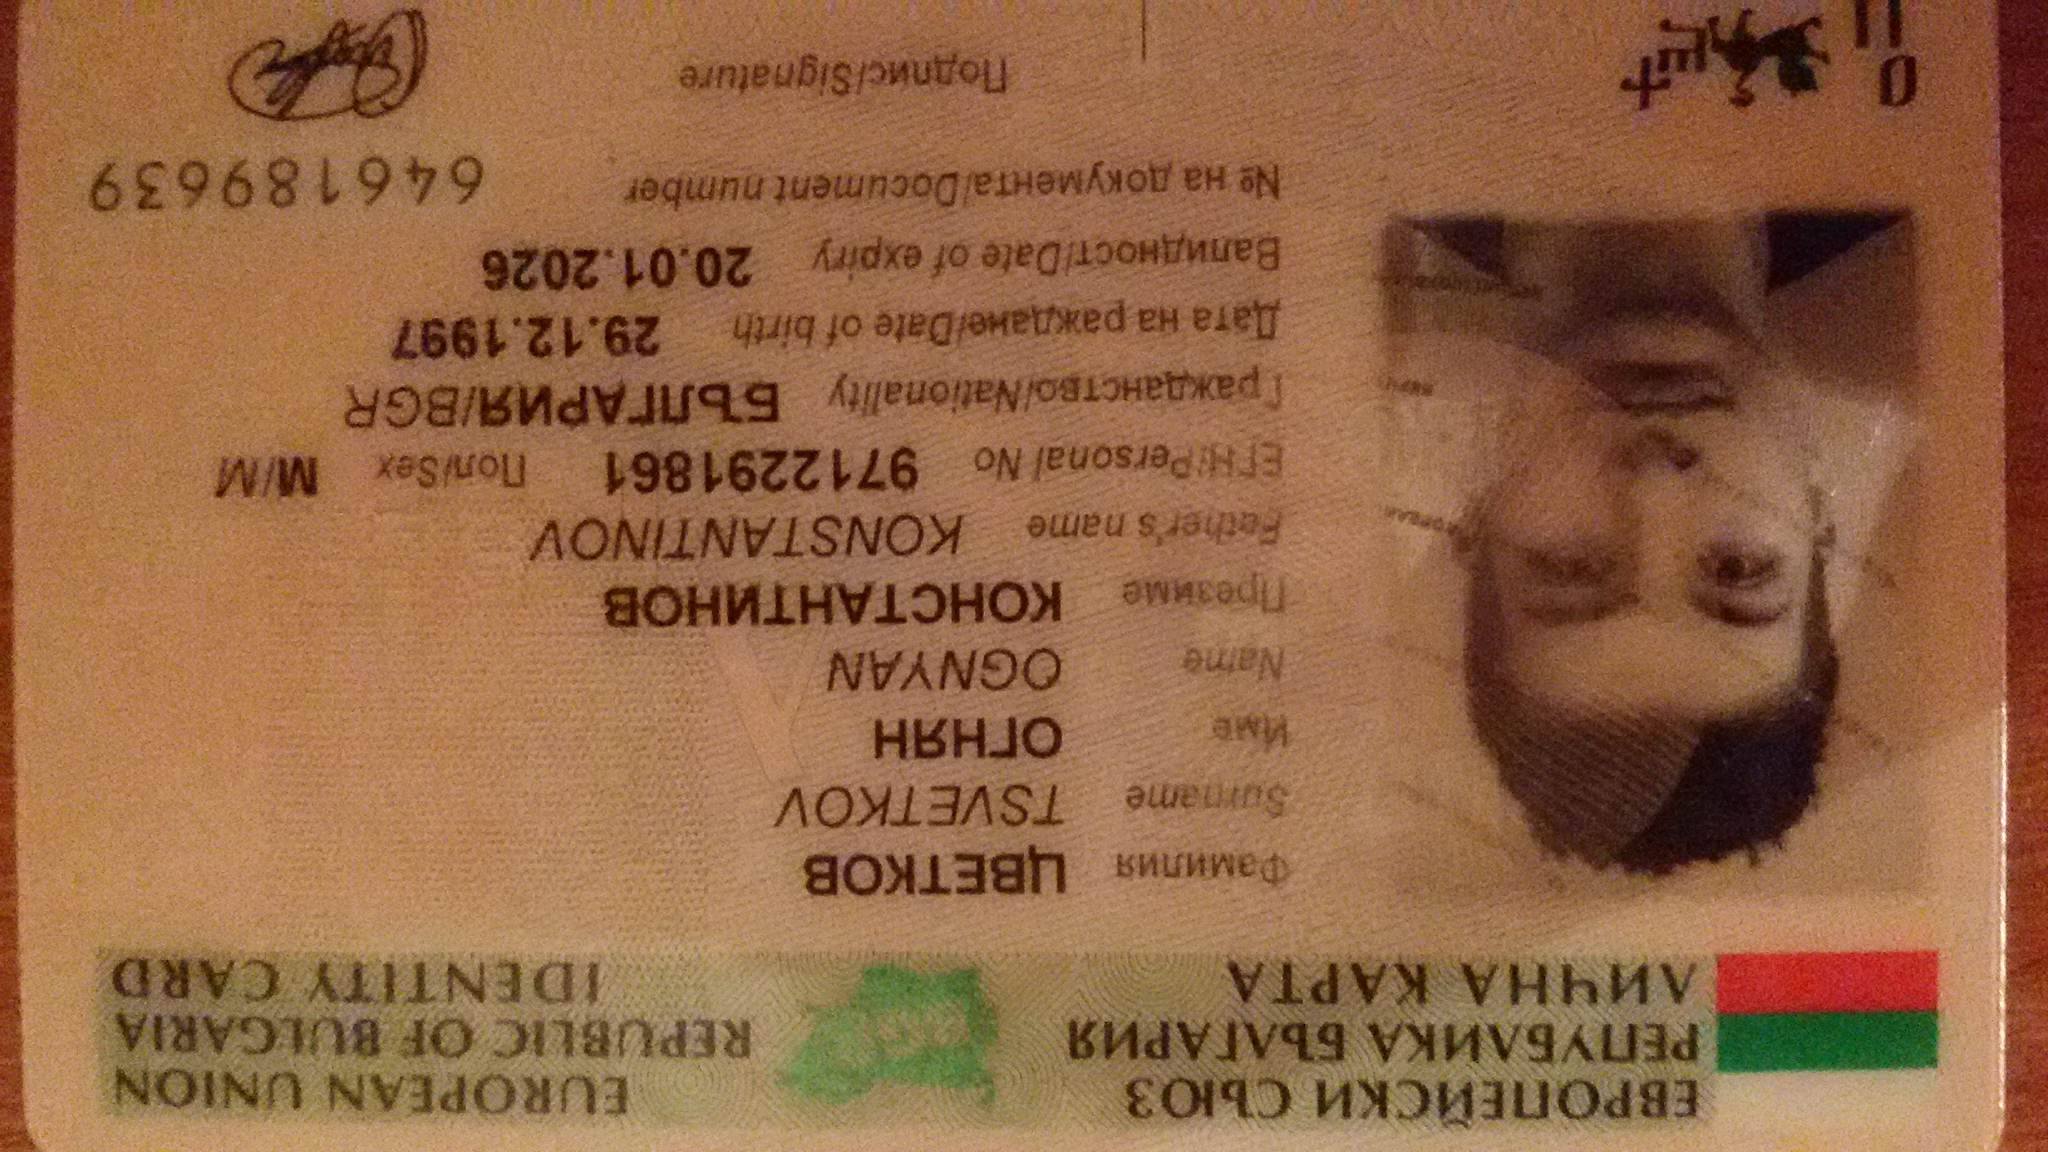 ЕВРОПЕЙСКИ СЪЮЗ EUROPEAN UNION
РЕПУБЛИКА БЪЛГАРИЯ REPUBLIC OF BULGARIA
ЛИЧНА КАРТА IDENTITY CARD
Фамилия ЦВЕТКОВ
Surname TSVETKOV
Име ОГНЯН
Name OGNYAN
Презиме КОНСТАНТИНОВ
Father's name KONSTANTINOV
ЕГН/Personal No 9712291861 Пол/Sex М/M
Гражданство/Nationality БЪЛГАРИЯ/BGR
Дата на раждане/Date of birth 29.12.1997
Валидност/Date of expiry 20.01.2026
№ на документа/Document number 646189639
Подпис/Signature